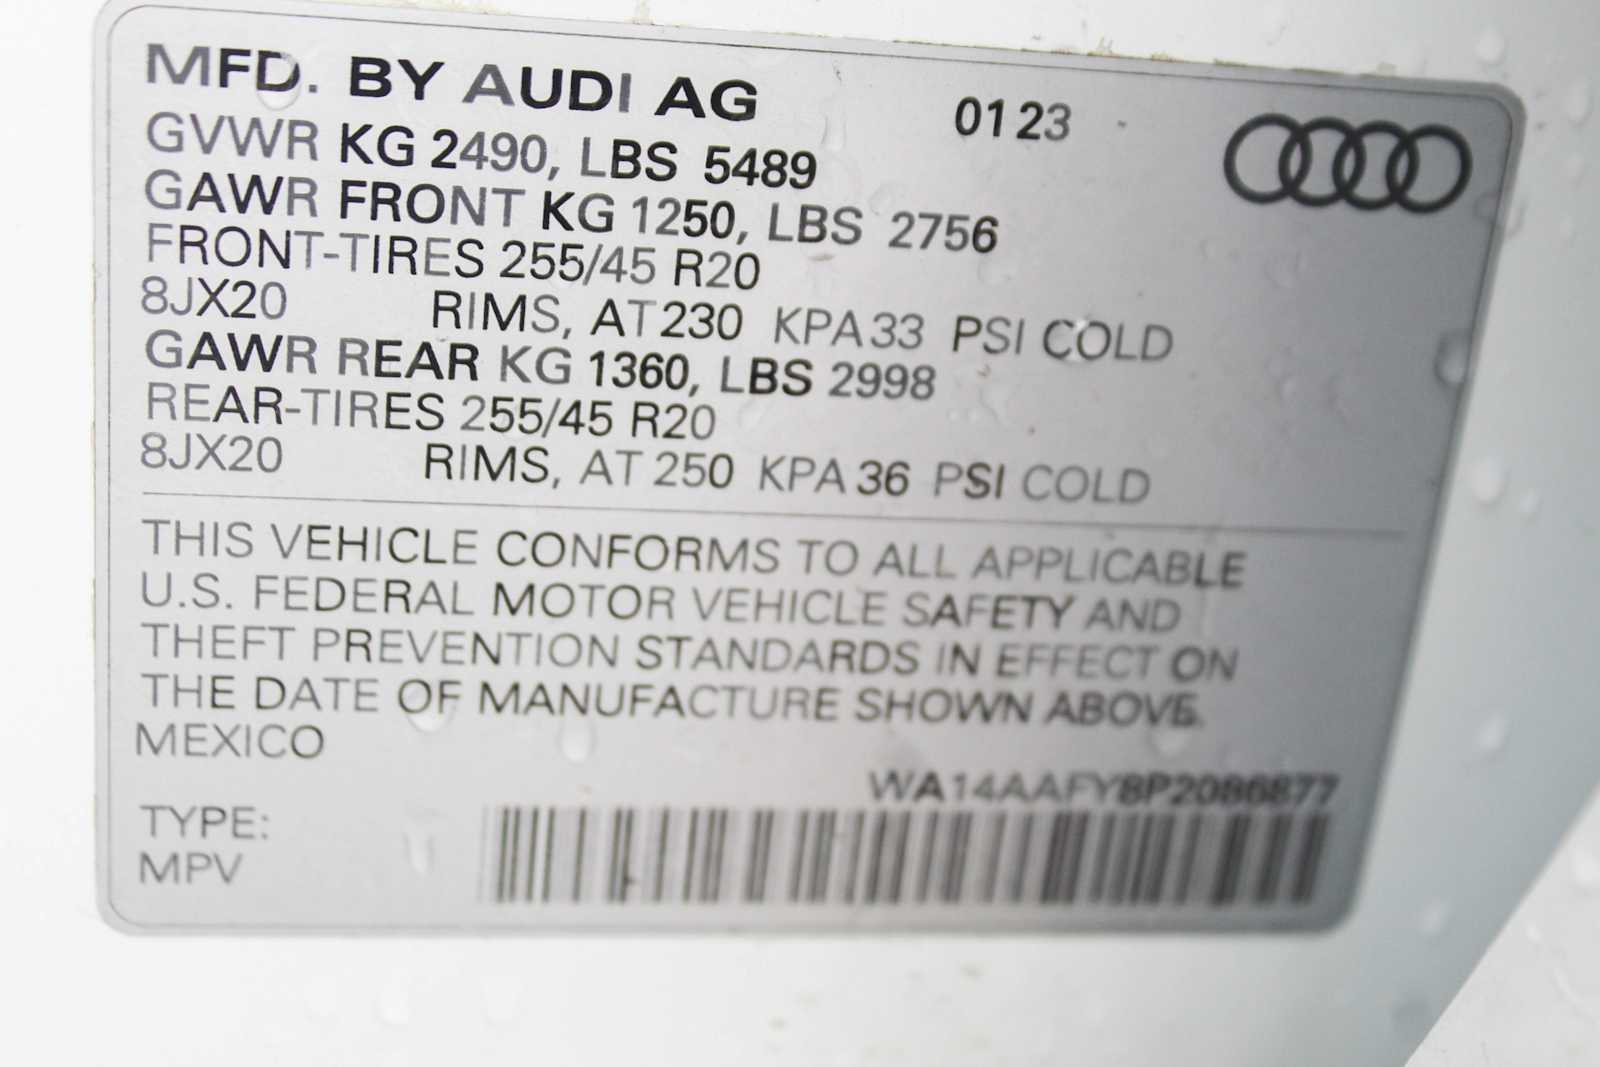 MFD. BY AUDI AG 01 23
GVWR KG 2490, LBS 5489
GAWR FRONT KG 1250, LBS 2756
FRONT-TIRES 255/45 R20
8JX20 RIMS, AT 230 KPA 33 PSI COLD
GAWR REAR KG 1360, LBS 2998
REAR-TIRES 255/45 R20
8JX20 RIMS, AT 250 KPA 36 PSI COLD
THIS VEHICLE CONFORMS TO ALL APPLICABLE
U.S. FEDERAL MOTOR VEHICLE SAFETY AND
THEFT PREVENTION STANDARDS IN EFFECT ON
THE DATE OF MANUFACTURE SHOWN ABOVE.
MEXICO
WA14AAFY8P2086877
TYPE:
MPV